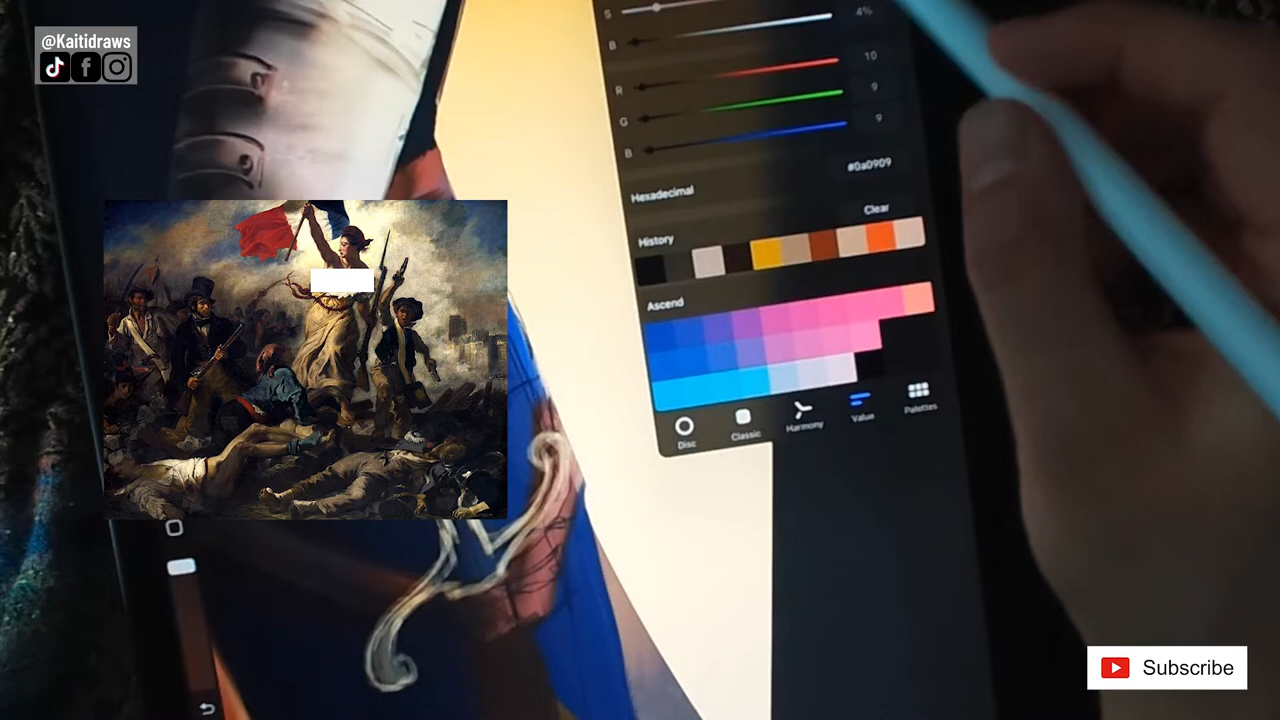 @Kaitidraws
S
B
4%
R
10
G
9
B
9
Hexadecimal
#0a0909
Clear
History
Ascend
Disc
Classic
Harmony
Value
Palettes
Subscribe